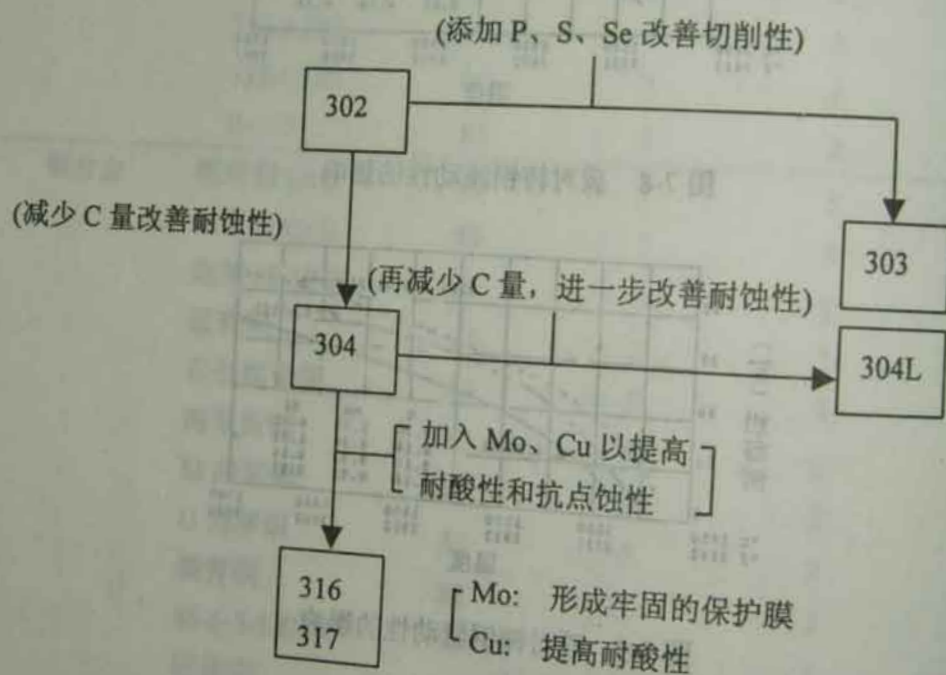 (添加 P、S、Se 改善切削性)
302
(减少 C 量改善耐蚀性)
303
(再减少 C 量，进一步改善耐蚀性)
304
304L
加入 Mo、Cu 以提高
耐酸性和抗点蚀性
316
317
Mo: 形成牢固的保护膜
Cu: 提高耐酸性